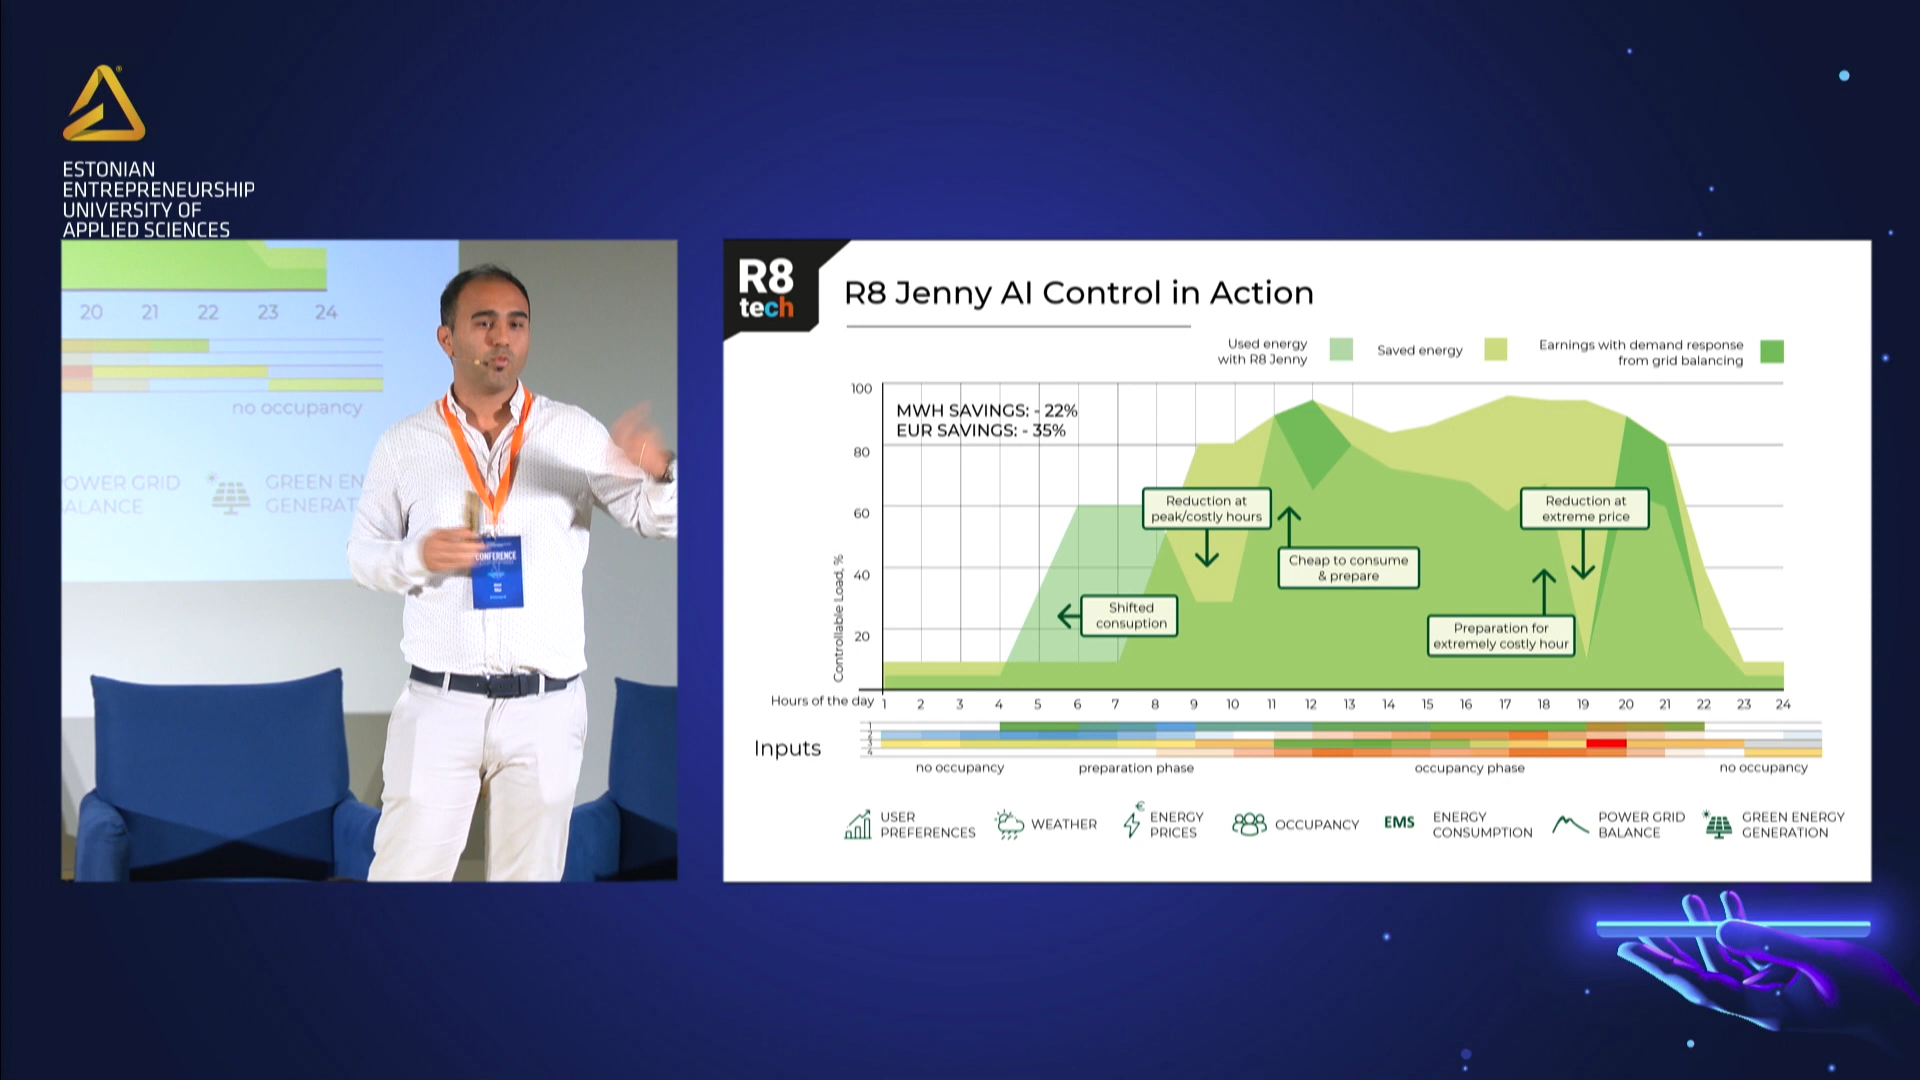 ESTONIAN
ENTREPRENEURSHIP
UNIVERSITY OF
APPLIED SCIENCES
20 21 22 23 24
no occupancy
OWER GRID
ALANCE
GREEN EN
GENERAT
CONFERENCE
R8
tech
R8 Jenny AI Control in Action
Used energy
with R8 Jenny
Saved energy
Earnings with demand response
from grid balancing
MWH SAVINGS: - 22%
EUR SAVINGS: - 35%
Controllable Load, %
100
80
60
40
20
Reduction at
peak/costly hours
Cheap to consume
& prepare
Shifted
consuption
Reduction at
extreme price
Preparation for
extremely costly hour
Hours of the day 1 2 3 4 5 6 7 8 9 10 11 12 13 14 15 16 17 18 19 20 21 22 23 24
Inputs
1
2
3
4
no occupancy preparation phase occupancy phase no occupancy
USER
PREFERENCES
WEATHER
€
ENERGY
PRICES
OCCUPANCY
EMS
ENERGY
CONSUMPTION
POWER GRID
BALANCE
GREEN ENERGY
GENERATION